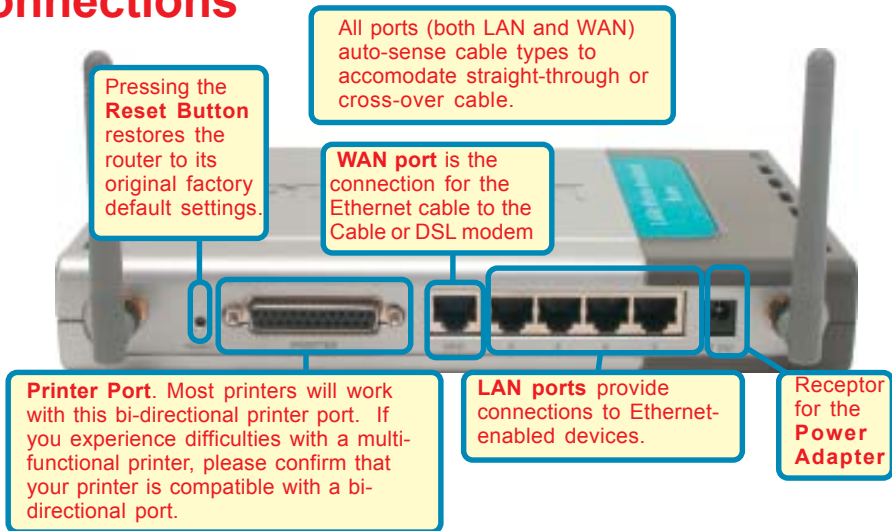 onnections
All ports (both LAN and WAN)
auto-sense cable types to
accomodate straight-through or
cross-over cable.
Pressing the
Reset Button
restores the
router to its
original factory
default settings.
WAN port is the
connection for the
Ethernet cable to the
Cable or DSL modem
Printer Port. Most printers will work
with this bi-directional printer port. If
you experience difficulties with a multi-
functional printer, please confirm that
your printer is compatible with a bi-
directional port.
LAN ports provide
connections to Ethernet-
enabled devices.
Receptor
for the
Power
Adapter